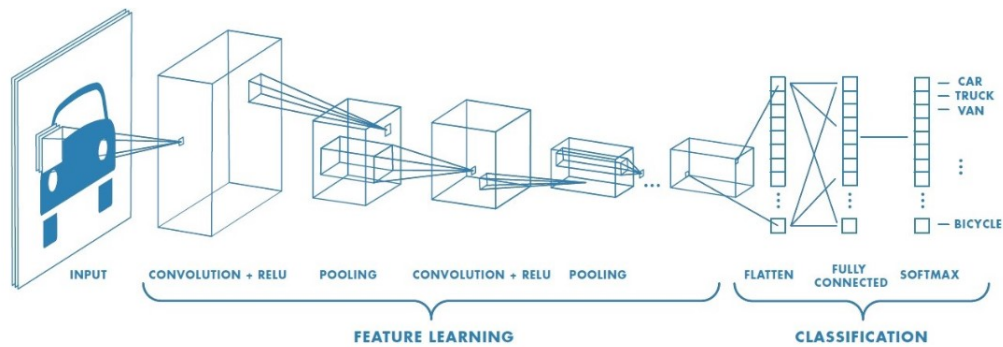 CAR
TRUCK
VAN
BICYCLE
INPUT
CONVOLUTION + RELU
POOLING
CONVOLUTION + RELU
POOLING
FLATTEN
FULLY
CONNECTED
SOFTMAX
FEATURE LEARNING
CLASSIFICATION